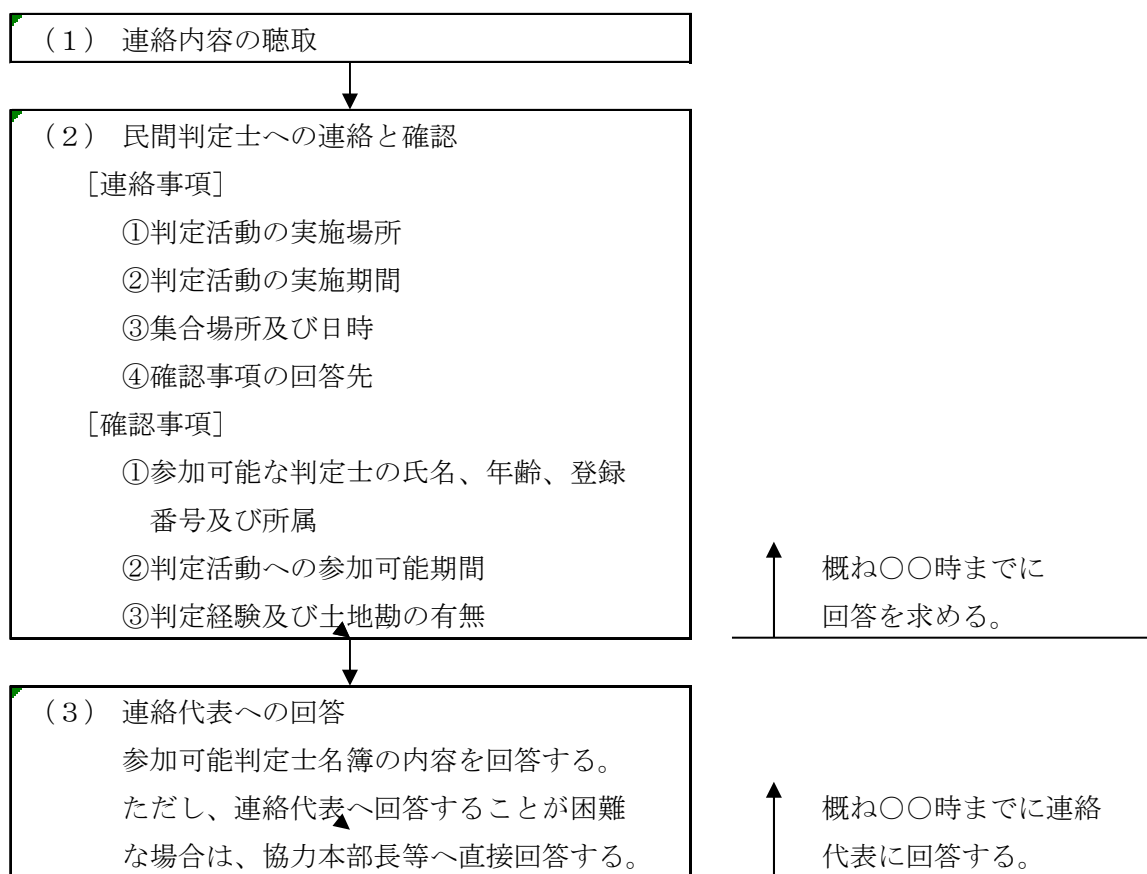 （１） 連絡内容の聴取
（２） 民間判定士への連絡と確認
［連絡事項］
①判定活動の実施場所
②判定活動の実施期間
③集合場所及び日時
④確認事項の回答先
［確認事項］
①参加可能な判定士の氏名、年齢、登録
番号及び所属
②判定活動への参加可能期間
③判定経験及び土地勘の有無
概ね○○時までに
回答を求める。
（３） 連絡代表への回答
参加可能判定士名簿の内容を回答する。
ただし、連絡代表へ回答することが困難
な場合は、協力本部長等へ直接回答する。
概ね○○時までに連絡
代表に回答する。